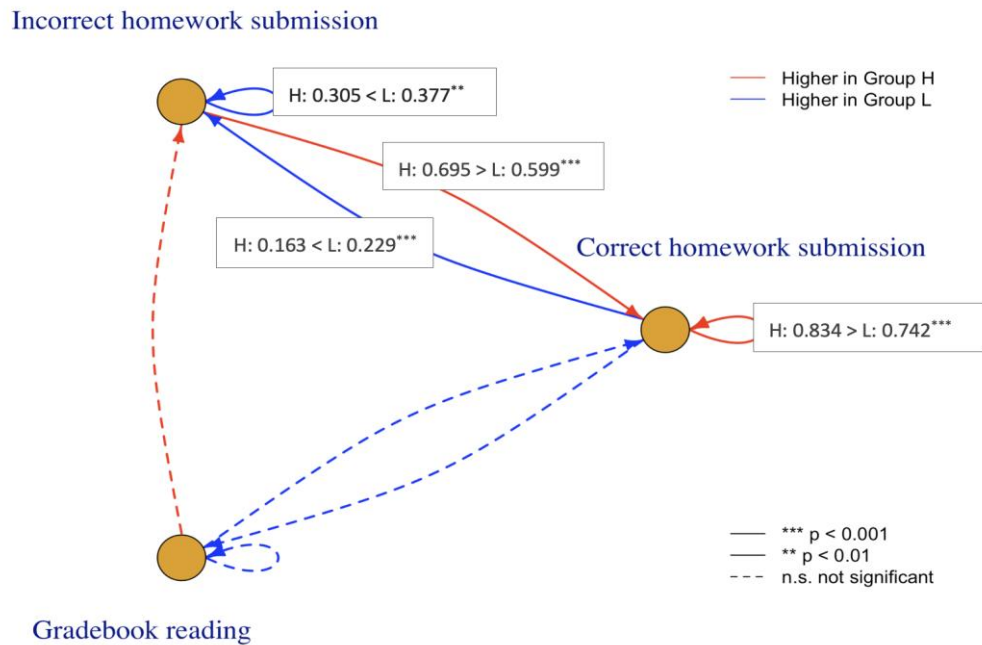 Incorrect homework submission
H: 0.305 < L: 0.377**
Higher in Group H
Higher in Group L
H: 0.695 > L: 0.599***
H: 0.163 < L: 0.229***
Correct homework submission
H: 0.834 > L: 0.742***
*** p < 0.001
** p < 0.01
n.s. not significant
Gradebook reading